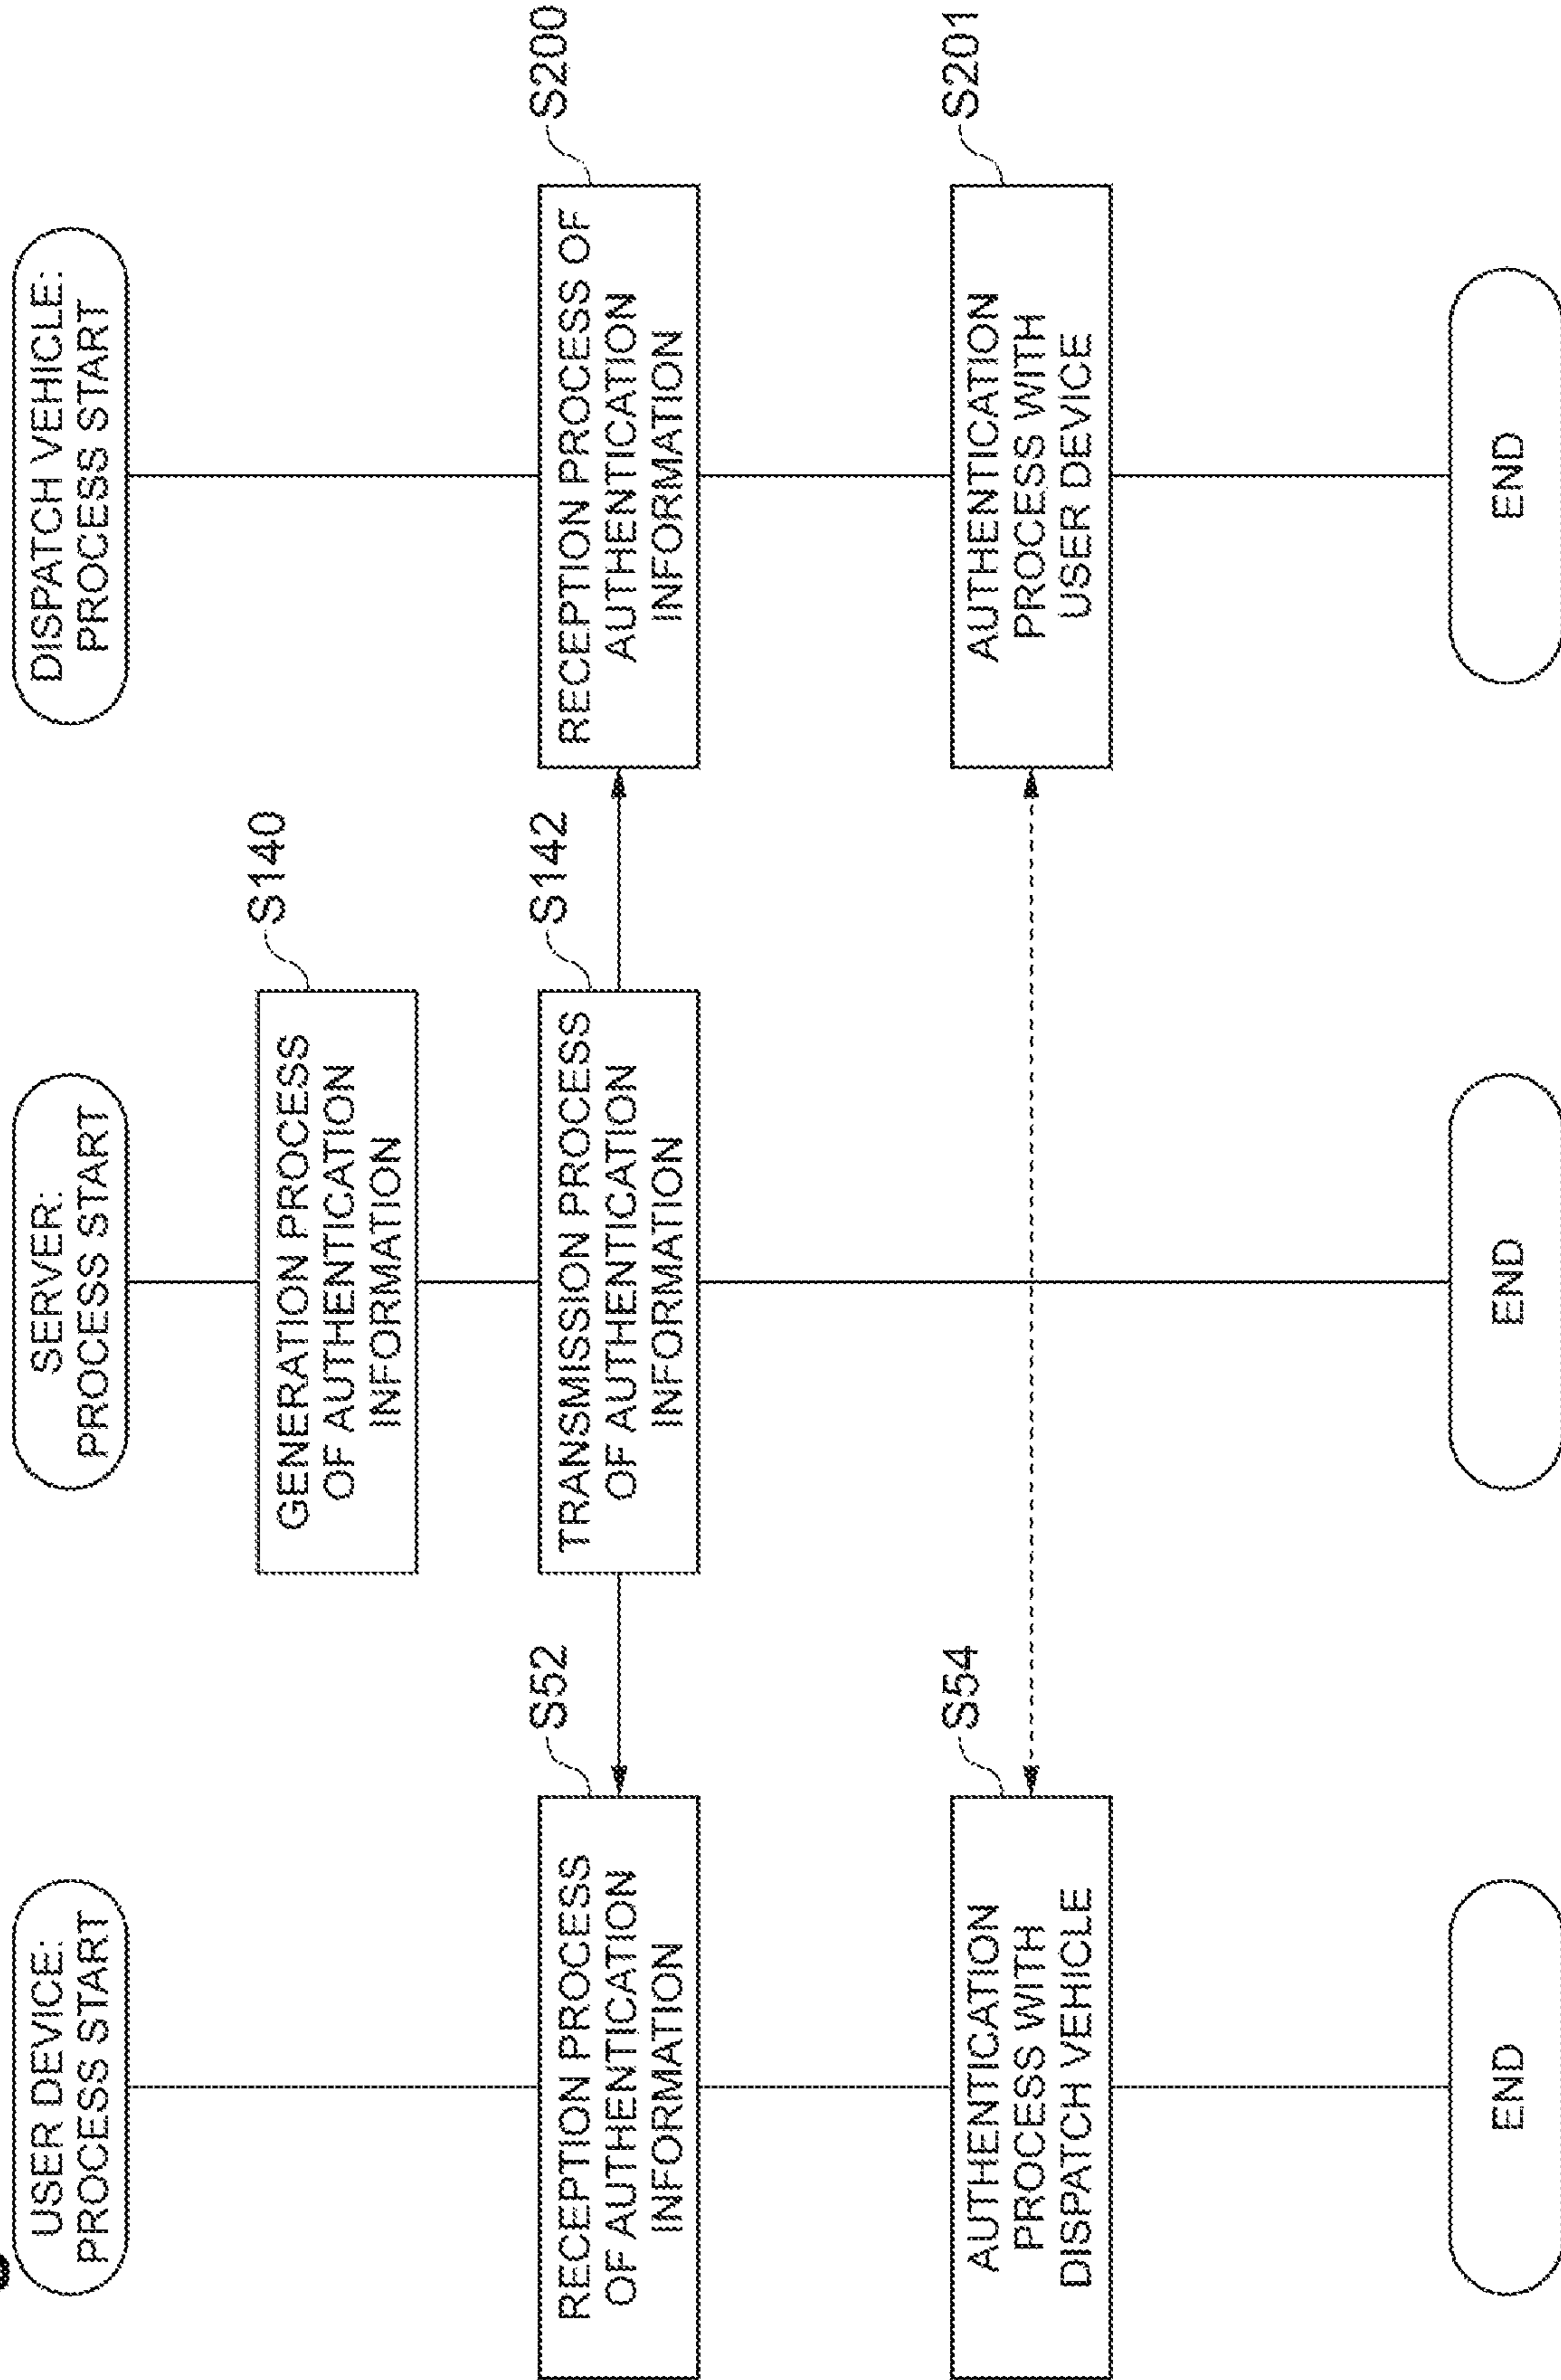 USER DEVICE:
PROCESS START
SERVER:
PROCESS START
DISPATCH VEHICLE:
PROCESS START
S140
GENERATION PROCESS
OF AUTHENTICATION
INFORMATION
S52
RECEPTION PROCESS
OF AUTHENTICATION
INFORMATION
S142
TRANSMISSION PROCESS
OF AUTHENTICATION
INFORMATION
S200
RECEPTION PROCESS OF
AUTHENTICATION
INFORMATION
S54
AUTHENTICATION
PROCESS WITH
DISPATCH VEHICLE
S201
AUTHENTICATION
PROCESS WITH
USER DEVICE
END
END
END